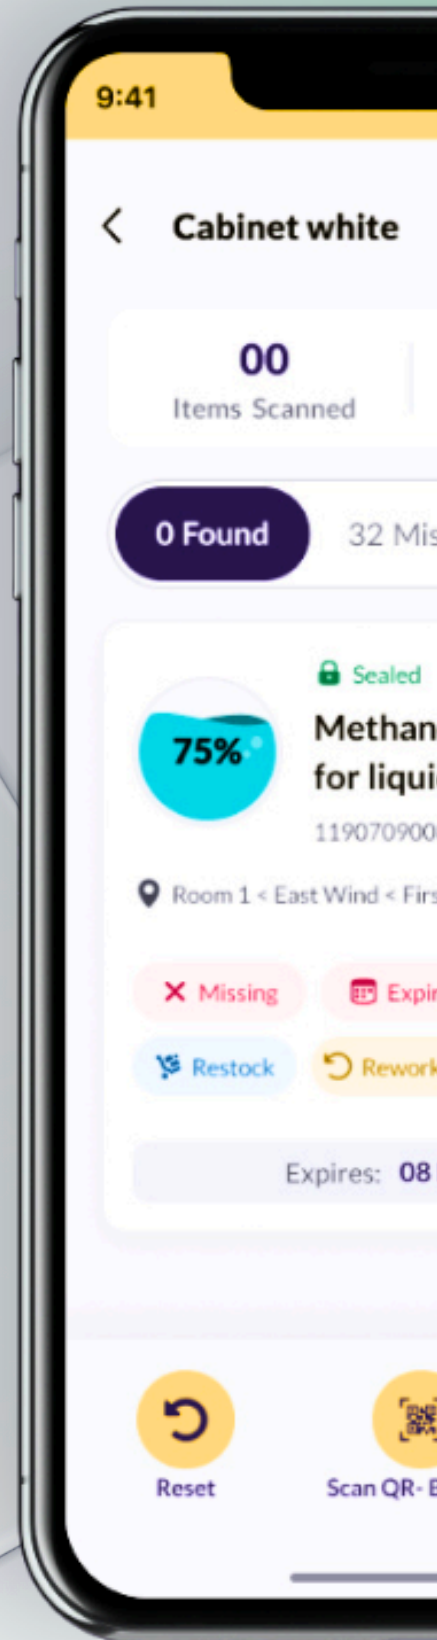 9:41
Cabinet white
00
Items Scanned
0 Found
32 Mis
Sealed
75%
Methan
for liqui
119070900
Room 1 < East Wind < Firs
Missing
Expir
Restock
Rework
Expires: 08
Reset
Scan QR- B